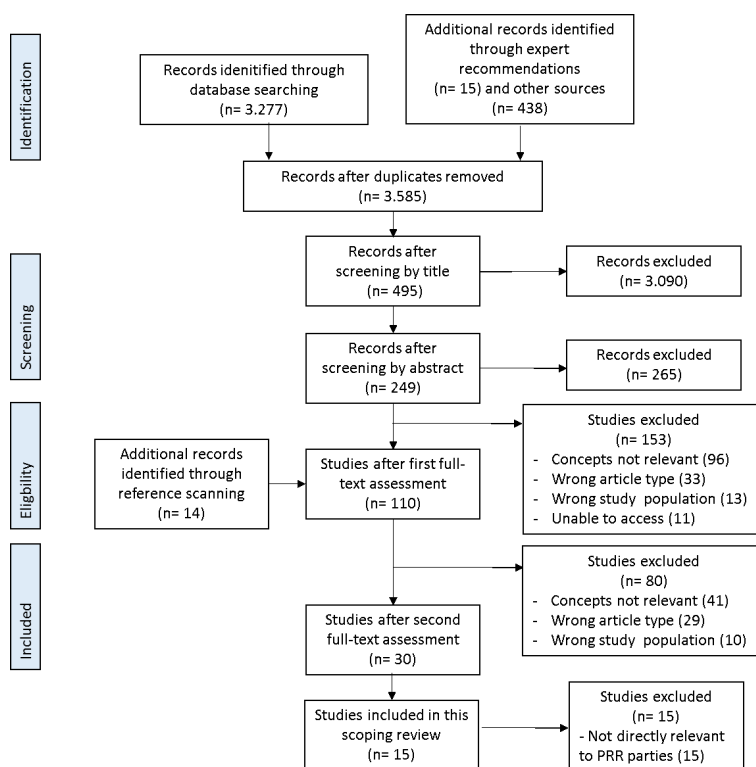 Identification
Records idenitified through
database searching
(n= 3.277)
Additional records identified
through expert
recommendations
(n= 15) and other sources
(n= 438)
Records after duplicates removed
(n= 3.585)
Screening
Records after
screening by title
(n= 495)
Records excluded
(n= 3.090)
Records after
screening by abstract
(n= 249)
Records excluded
(n= 265)
Eligbility
Studies excluded
(n= 153)
- Concepts not relevant (96)
- Wrong article type (33)
- Wrong study population (13)
- Unable to access (11)
Additional records
identified through
reference scanning
(n= 14)
Studies after first full-
text assessment
(n= 110)
Included
Studies excluded
(n= 80)
- Concepts not relevant (41)
- Wrong article type (29)
- Wrong study population (10)
Studies after second
full-text assessment
(n= 30)
Studies included in this
scoping review
(n= 15)
Studies excluded
(n= 15)
- Not directly relevant
to PRR parties (15)